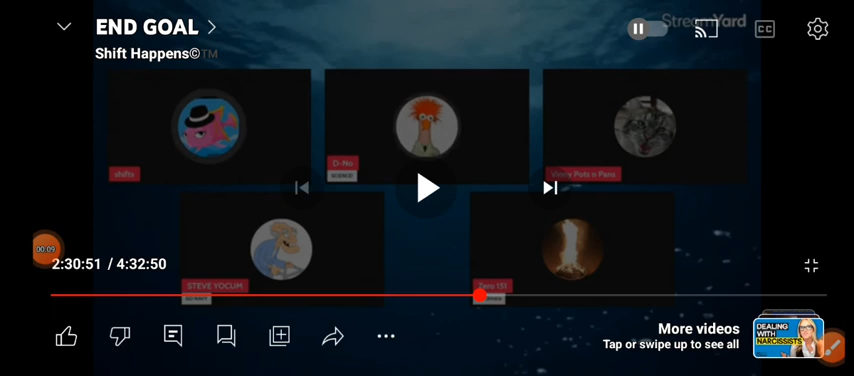 END GOAL
Shift Happens©TM
StreamYard
CC
shifts
D-No
Vinny Pots n Pans
00:09
2:30:51 / 4:32:50
STEVE YOCUM
Zero 151
More videos
Tap or swipe up to see all
DEALING
WITH
NARCISSISTS